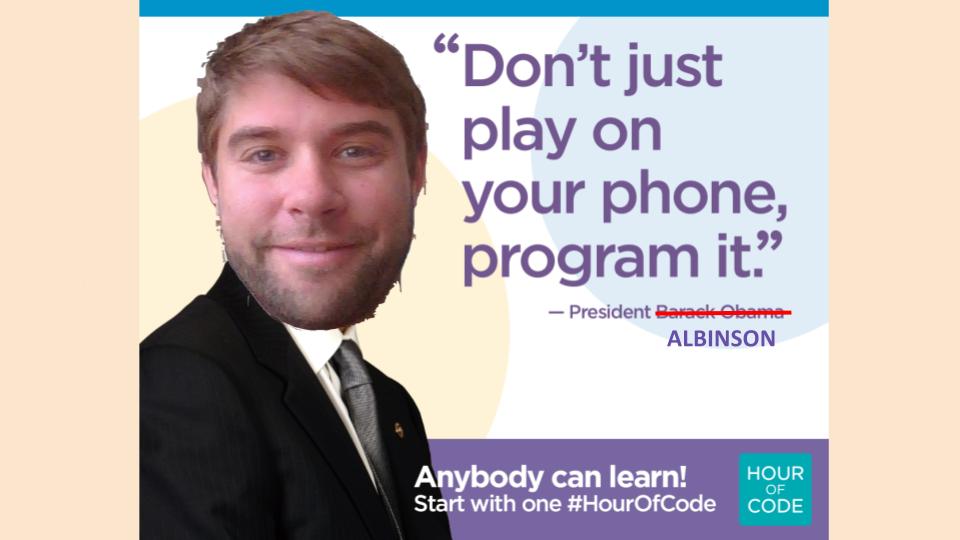 “Don’t just
play on
your phone,
program it.”
— President Barack Obama
ALBINSON
Anybody can learn!
Start with one #HourOfCode
HOUR
OF
CODE